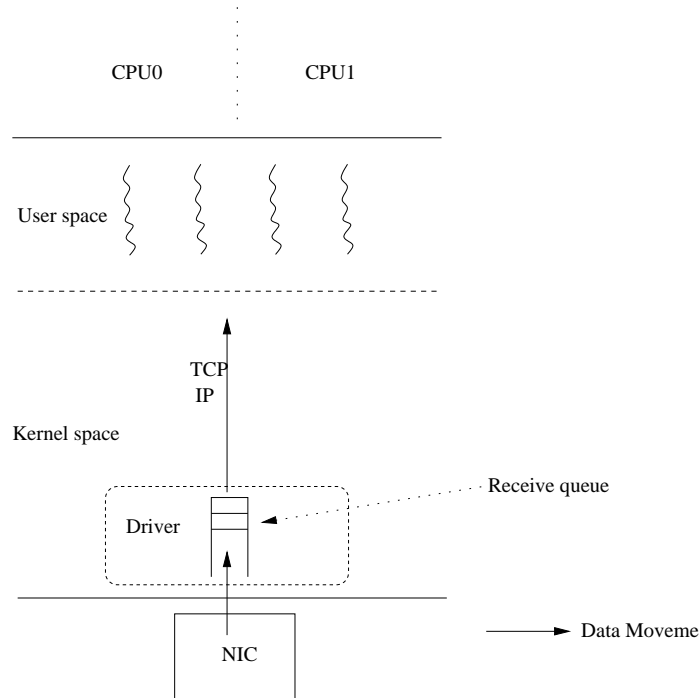 CPU0
CPU1
User space
TCP
IP
Kernel space
Receive queue
Driver
Data Moveme
NIC